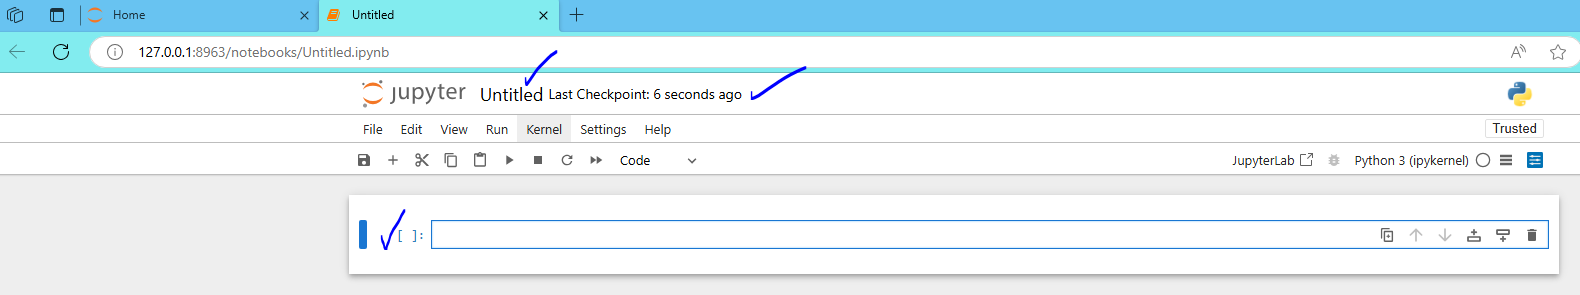 Home
Untitled
127.0.0.1:8963/notebooks/Untitled.ipynb
jupyter Untitled Last Checkpoint: 6 seconds ago
File Edit View Run Kernel Settings Help
Trusted
Code
JupyterLab
Python 3 (ipykernel)
[ ]: